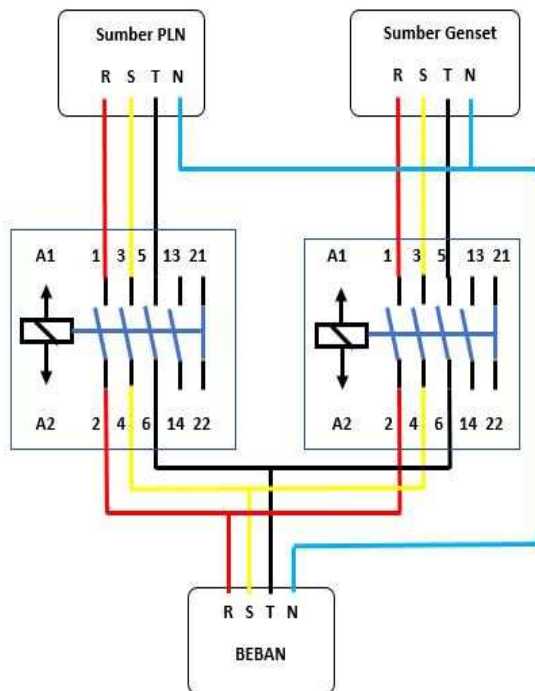 Sumber PLN
R S T N
Sumber Genset
R S T N
A1 1 3 5 13 21
A2 2 4 6 14 22
A1 1 3 5 13 21
A2 2 4 6 14 22
R S T N
BEBAN